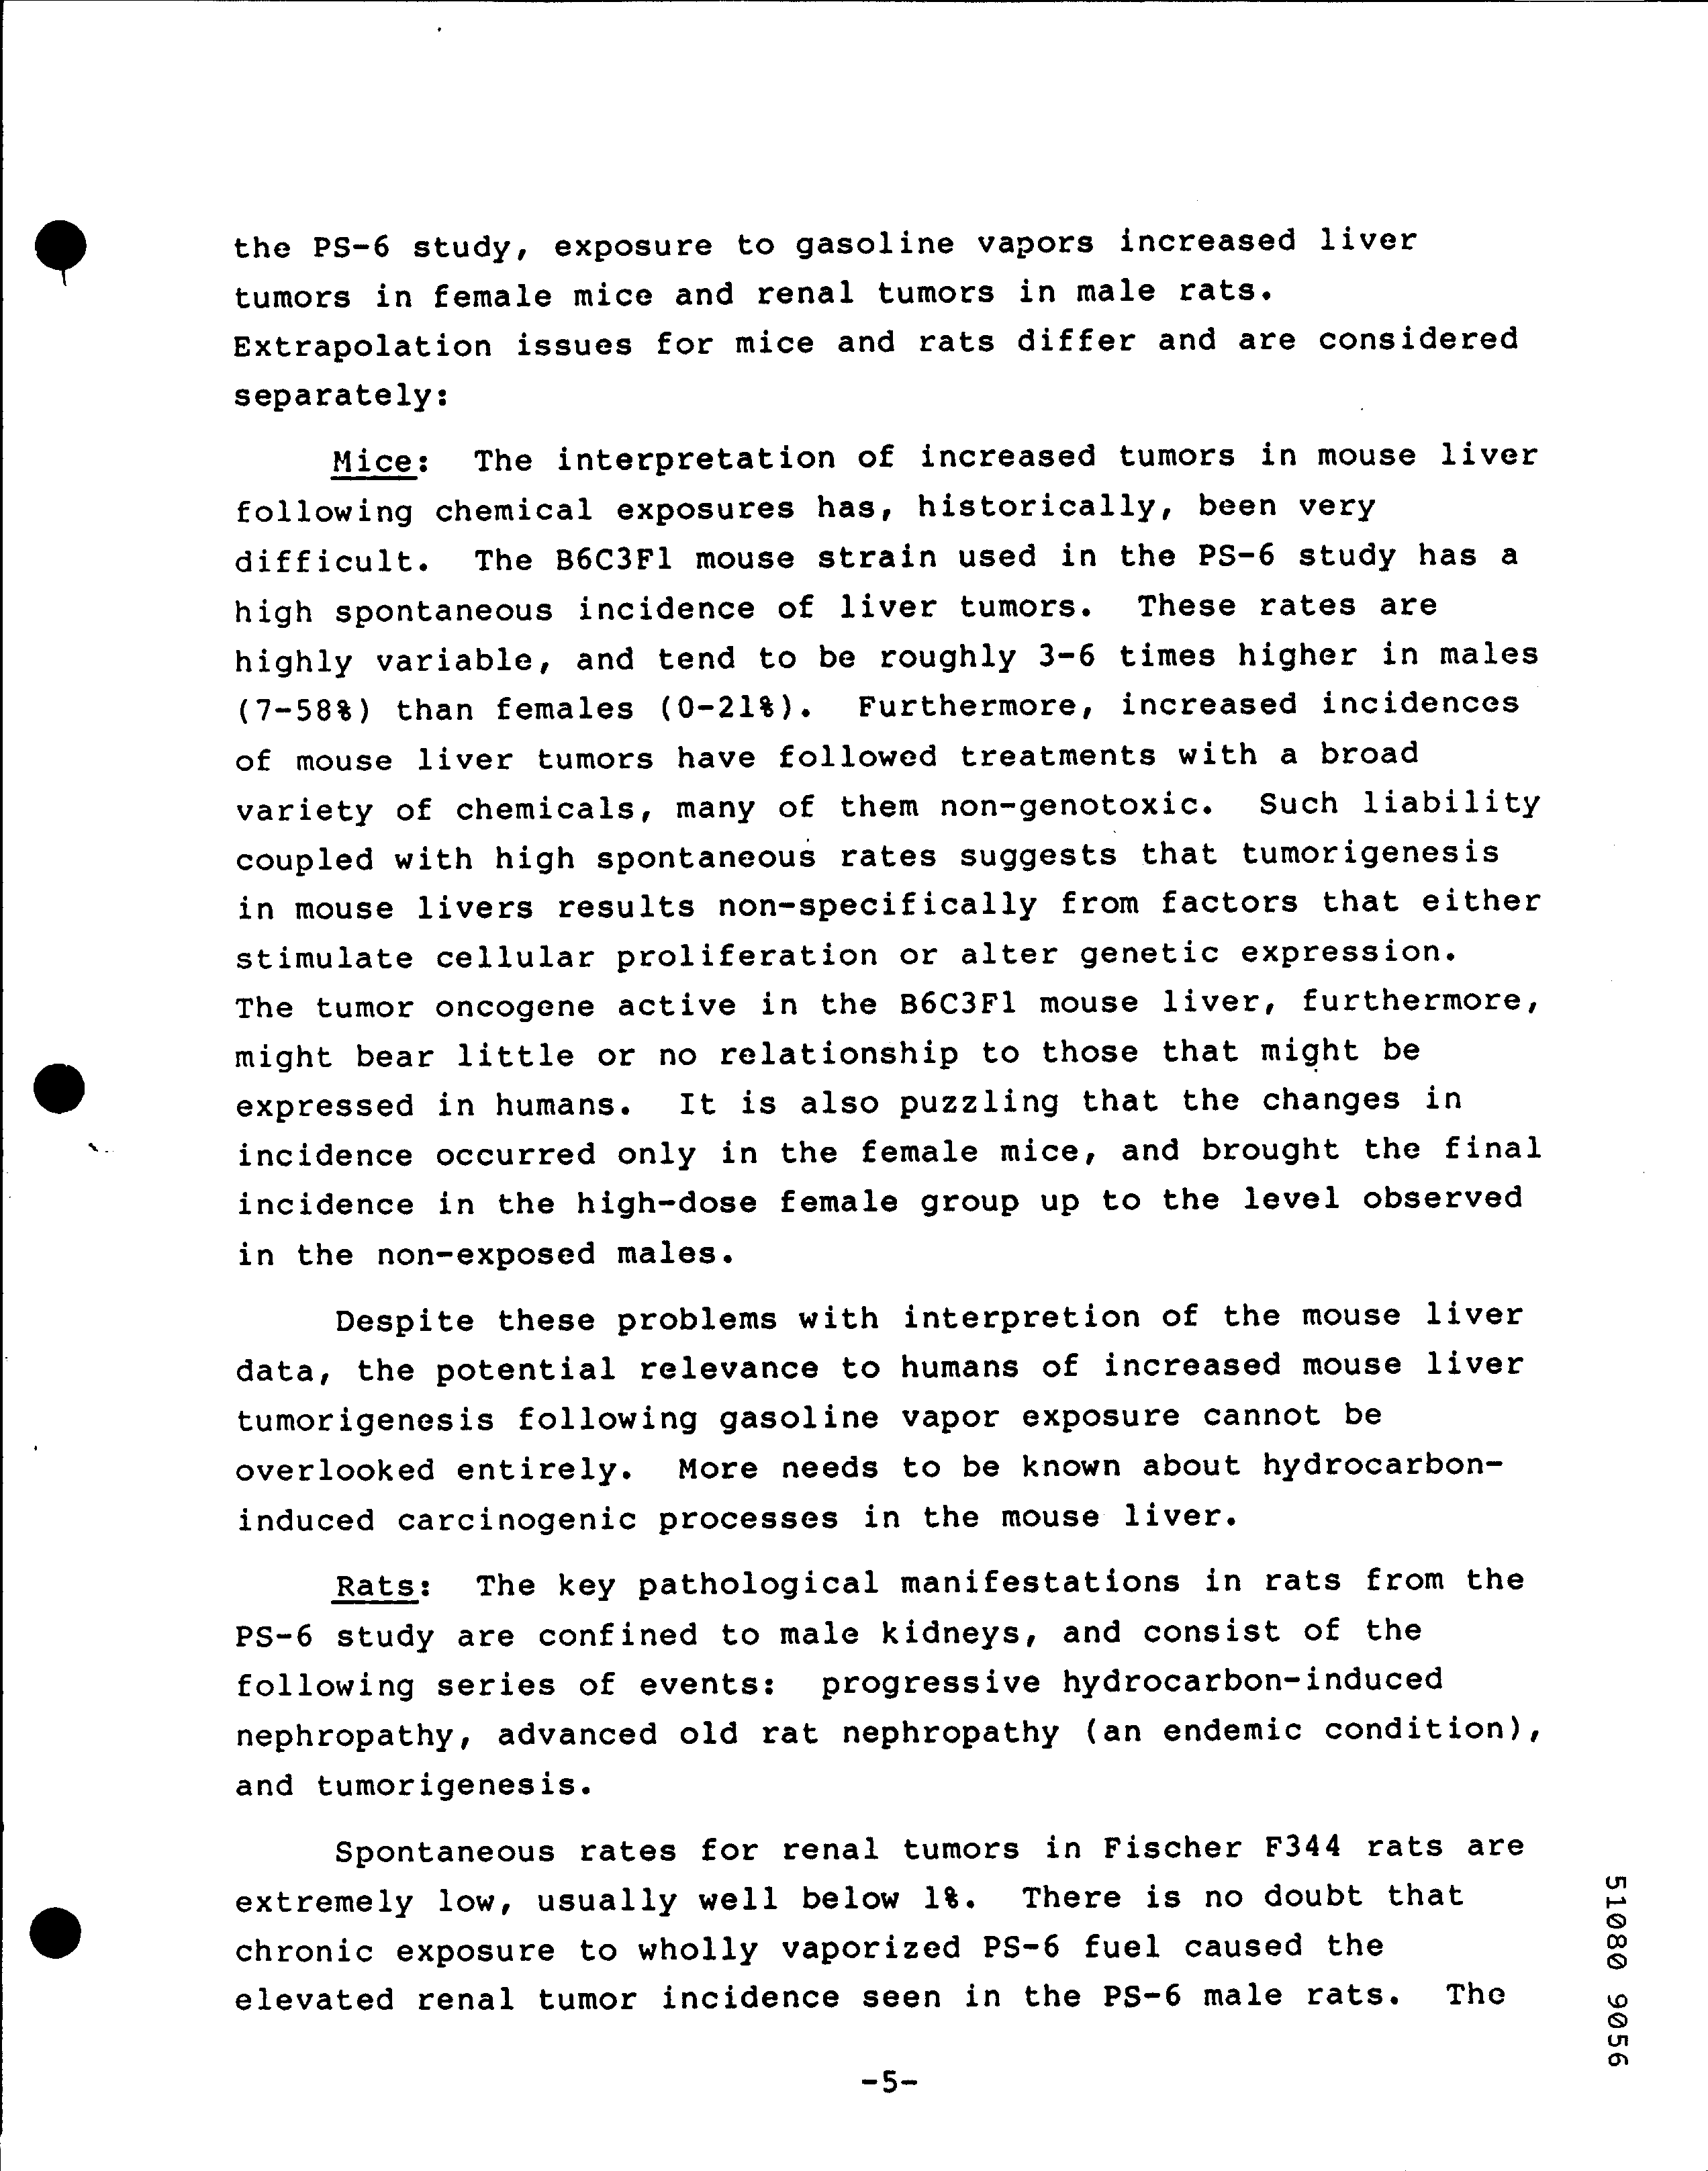 the PS-6 study, exposure to gasoline vapors increased liver
tumors in female mice and renal tumors in male rats.
Extrapolation issues for mice and rats differ and are considered
separately:
Mice: The interpretation of increased tumors in mouse liver
following chemical exposures has, historically, been very
difficult. The B6C3F1 mouse strain used in the PS-6 study has a
high spontaneous incidence of liver tumors. These rates are
highly variable, and tend to be roughly 3-6 times higher in males
(7-58%) than females (0-21%). Furthermore, increased incidences
of mouse liver tumors have followed treatments with a broad
variety of chemicals, many of them non-genotoxic. Such liability
coupled with high spontaneous rates suggests that tumorigenesis
in mouse livers results non-specifically from factors that either
stimulate cellular proliferation or alter genetic expression.
The tumor oncogene active in the B6C3F1 mouse liver, furthermore,
might bear little or no relationship to those that might be
expressed in humans. It is also puzzling that the changes in
incidence occurred only in the female mice, and brought the final
incidence in the high-dose female group up to the level observed
in the non-exposed males.
Despite these problems with interpretion of the mouse liver
data, the potential relevance to humans of increased mouse liver
tumorigenesis following gasoline vapor exposure cannot be
overlooked entirely. More needs to be known about hydrocarbon-
induced carcinogenic processes in the mouse liver.
Rats: The key pathological manifestations in rats from the
PS-6 study are confined to male kidneys, and consist of the
following series of events: progressive hydrocarbon-induced
nephropathy, advanced old rat nephropathy (an endemic condition),
and tumorigenesis.
Spontaneous rates for renal tumors in Fischer F344 rats are
extremely low, usually well below 1%. There is no doubt that
chronic exposure to wholly vaporized PS-6 fuel caused the
elevated renal tumor incidence seen in the PS-6 male rats. The
-5-
51080 9056